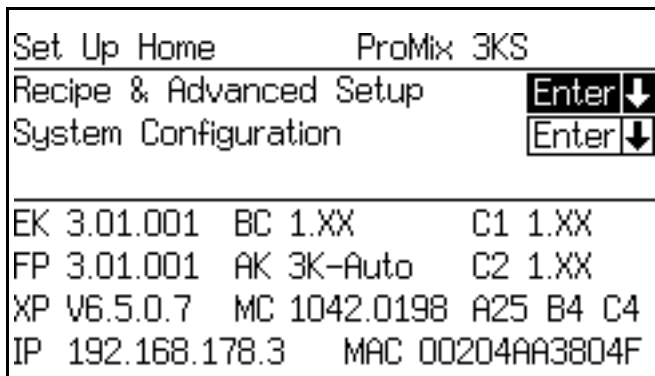 Set Up Home ProMix 3KS
Recipe & Advanced Setup Enter
System Configuration Enter
EK 3.01.001 BC 1.XX C1 1.XX
FP 3.01.001 AK 3K-Auto C2 1.XX
XP V6.5.0.7 MC 1042.0198 A25 B4 C4
IP 192.168.178.3 MAC 00204AA3804F